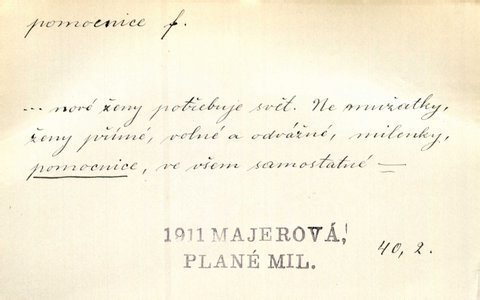 pomocnice f.
... nové ženy potřebuje svět. Ne mužatky,
ženy přímé, volné a odvážné, milenky,
pomocnice, ve všem samostatné —
1911 MAJEROVÁ,
PLANÉ MIL.
40, 2.